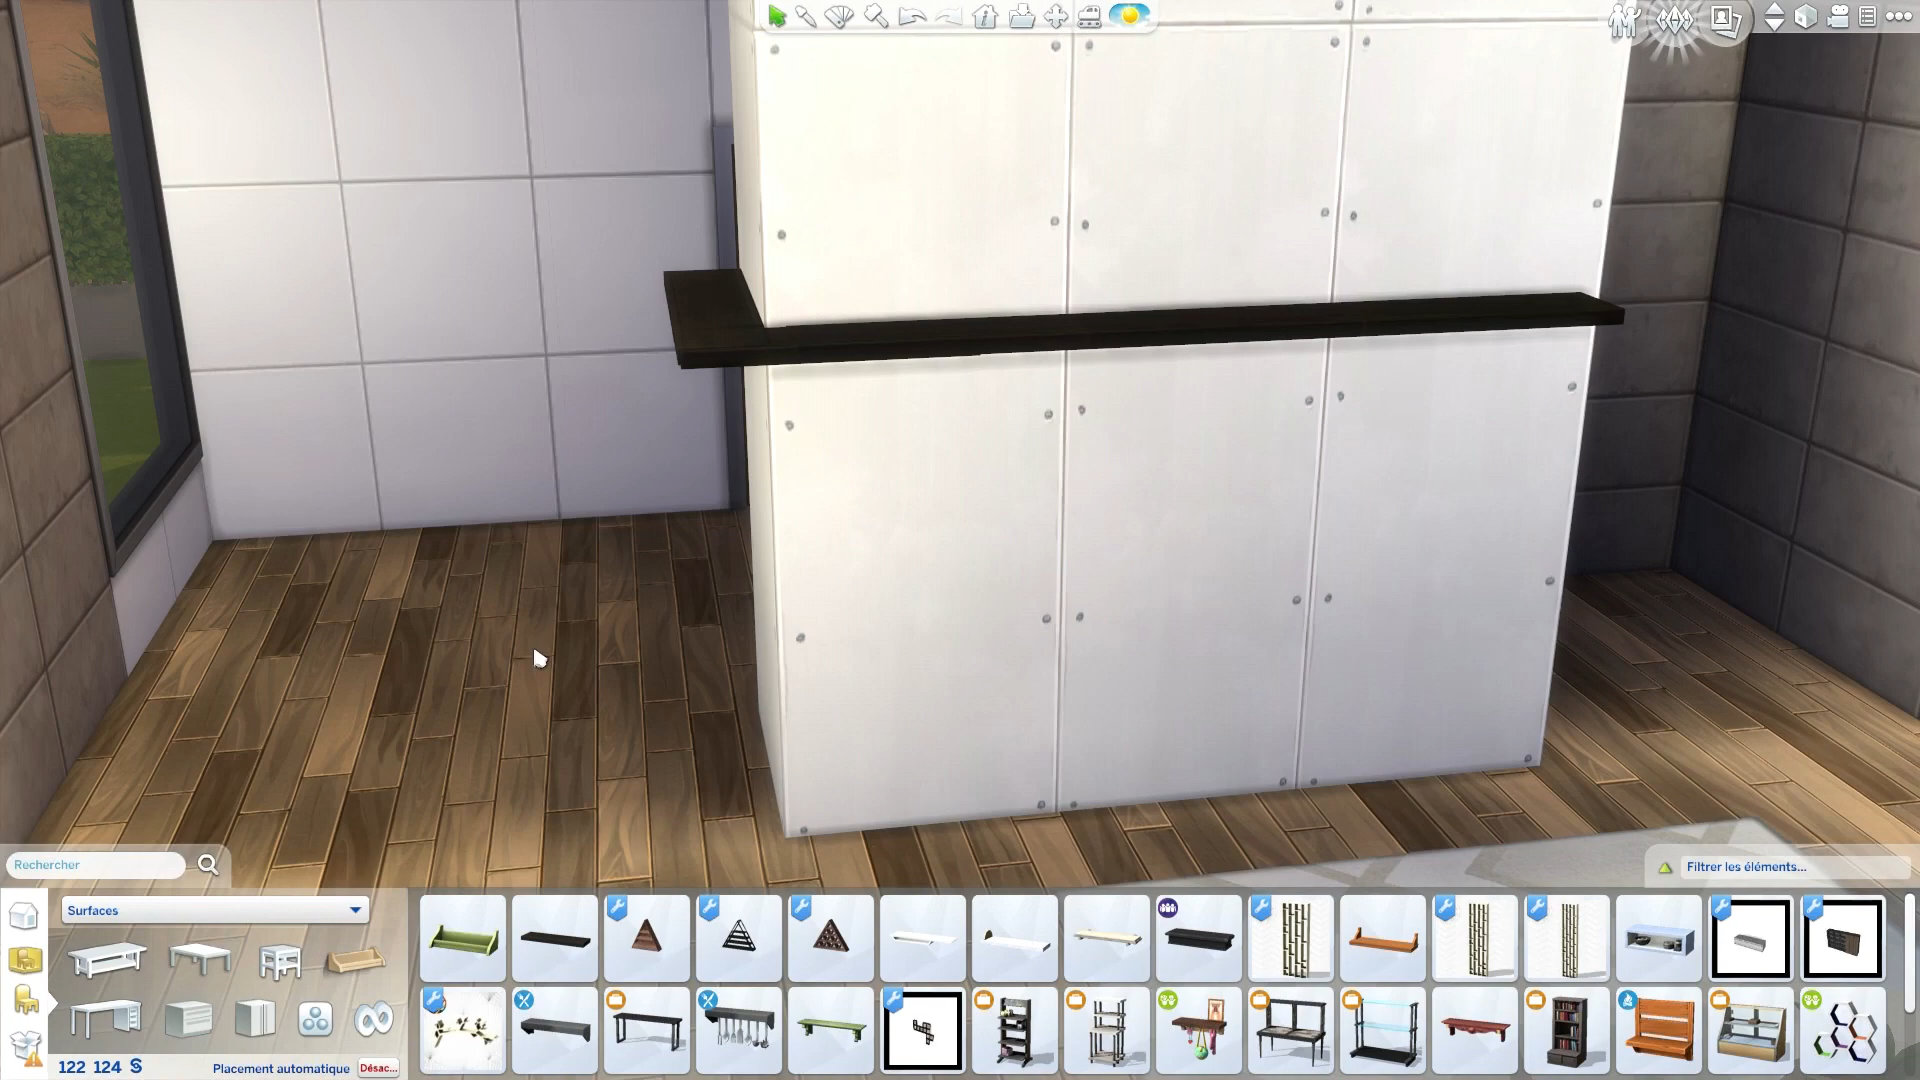 Rechercher
Filtrer les éléments...
Surfaces
122 124 §
Placement automatique
Désac...